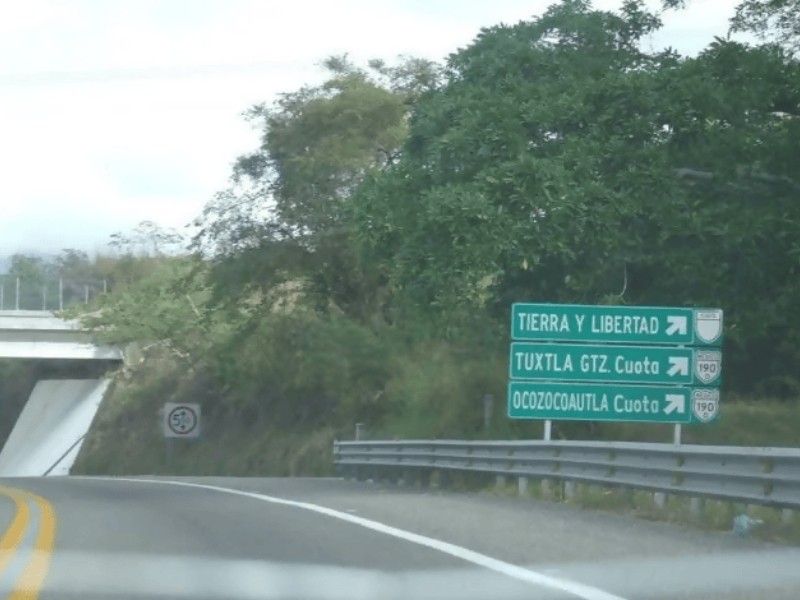 TIERRA Y LIBERTAD
TUXTLA GTZ. Cuota 190
OCOZOCOAUTLA Cuota 190